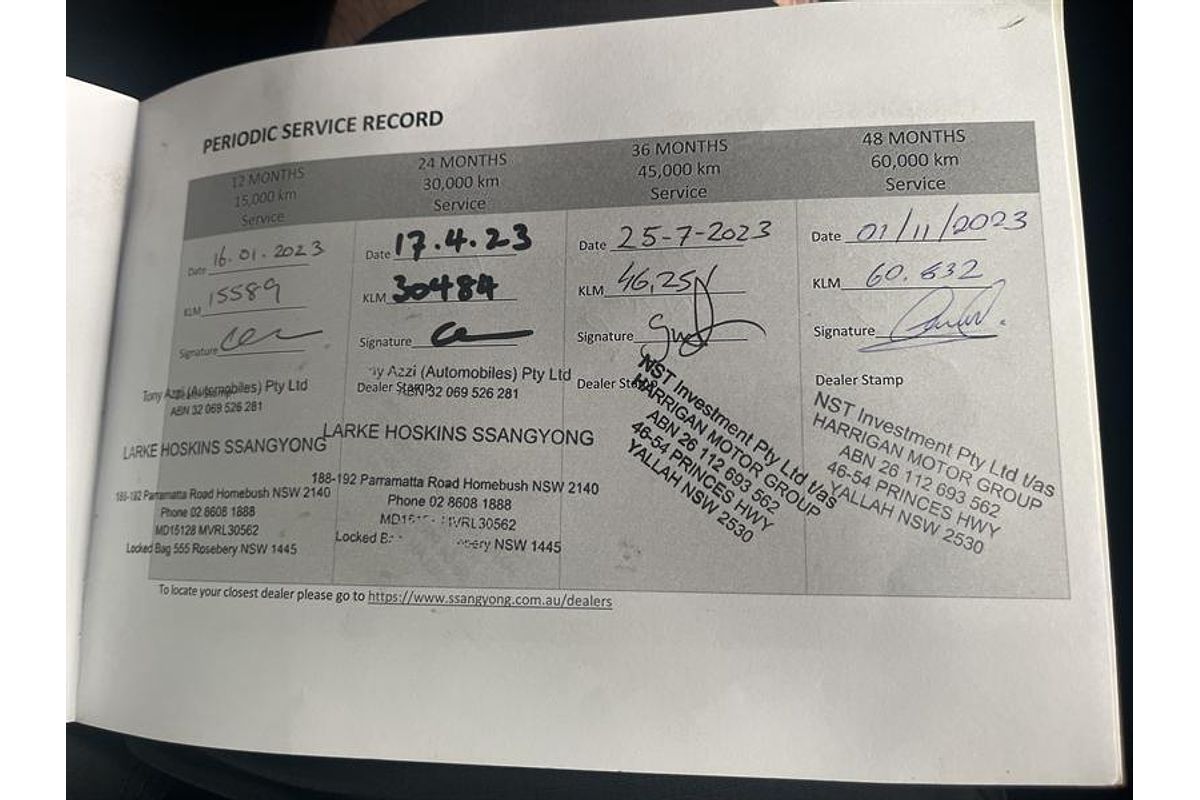 PERIODIC SERVICE RECORD
12 MONTHS
15,000 km
Service
Date 16.01.2023
KLM 15589
Signature
Tony Azzi (Automobiles) Pty Ltd
Dealer Stamp
ABN 32 069 526 281
LARKE HOSKINS SSANGYONG
188-192 Parramatta Road Homebush NSW 2140
Phone 02 8608 1888
MD15128 MVRL30562
Locked Bag 555 Rosebery NSW 1445
24 MONTHS
30,000 km
Service
Date 17.4.23
KLM 30484
Signature
Azzi (Automobiles) Pty Ltd
Dealer Stamp
ABN 32 069 526 281
LARKE HOSKINS SSANGYONG
188-192 Parramatta Road Homebush NSW 2140
Phone 02 8608 1888
MVRL30562
Locked NSW 1445
36 MONTHS
45,000 km
Service
Date 25-7-2023
KLM
Signature
Dealer Stamp
NST Investment Pty Ltd t/as
HARRIGAN MOTOR GROUP
ABN 26 112 693 562
46-54 PRINCES HWY
YALLAH NSW 2530
48 MONTHS
60,000 km
Service
Date 01/11/2023
KLM 60.632
Signature
Dealer Stamp
NST Investment Pty Ltd t/as
HARRIGAN MOTOR GROUP
ABN 26 112 693 562
46-54 PRINCES HWY
YALLAH NSW 2530
To locate your closest dealer please go to https://www.ssangyong.com.au/dealers